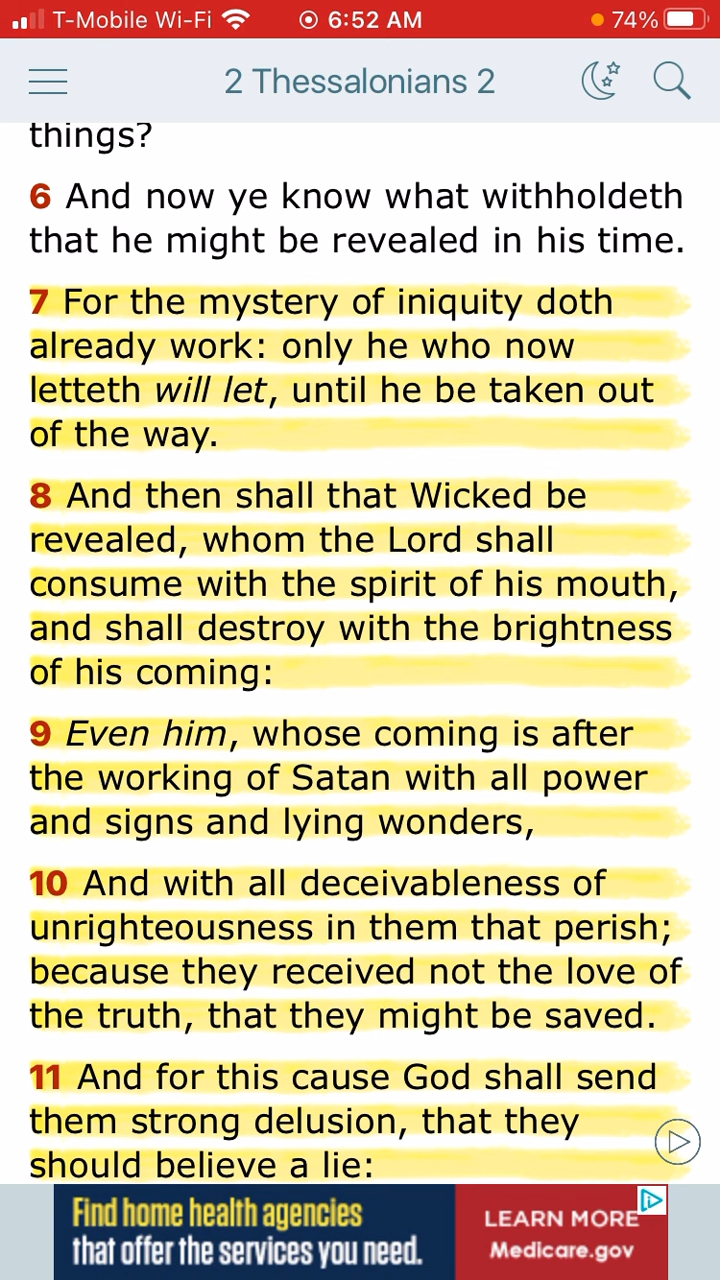 T-Mobile Wi-Fi 6:52 AM 74%
2 Thessalonians 2
things?
6 And now ye know what withholdeth
that he might be revealed in his time.
7 For the mystery of iniquity doth
already work: only he who now
letteth will let, until he be taken out
of the way.
8 And then shall that Wicked be
revealed, whom the Lord shall
consume with the spirit of his mouth,
and shall destroy with the brightness
of his coming:
9 Even him, whose coming is after
the working of Satan with all power
and signs and lying wonders,
10 And with all deceivableness of
unrighteousness in them that perish;
because they received not the love of
the truth, that they might be saved.
11 And for this cause God shall send
them strong delusion, that they
should believe a lie:
Find home health agencies
that offer the services you need.
LEARN MORE
Medicare.gov